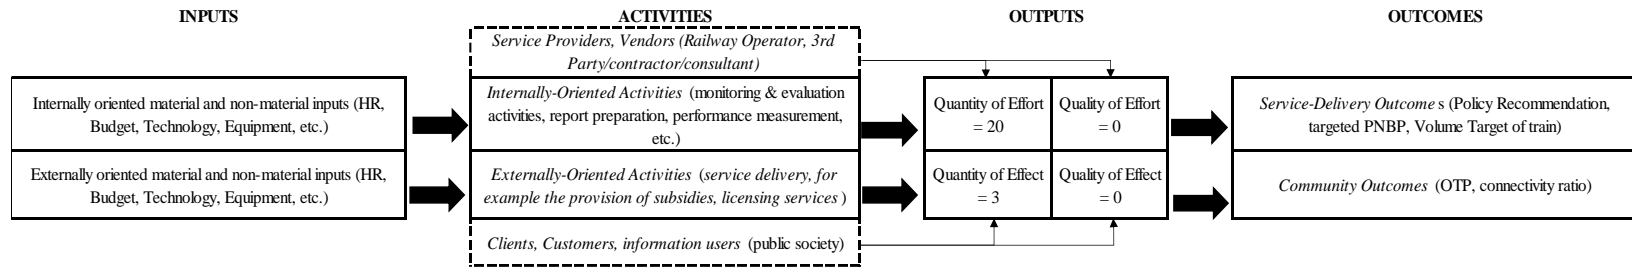 INPUTS
ACTIVITIES
OUTPUTS
OUTCOMES
Service Providers, Vendors (Railway Operator, 3rd
Party/contractor/consultant)
Internally oriented material and non-material inputs (HR,
Budget, Technology, Equipment, etc.)
Internally-Oriented Activities (monitoring & evaluation
activities, report preparation, performance measurement,
etc.)
Quantity of Effort
= 20
Quality of Effort
= 0
Service-Delivery Outcome s (Policy Recommendation,
targeted PNBP, Volume Target of train)
Externally oriented material and non-material inputs (HR,
Budget, Technology, Equipment, etc.)
Externally-Oriented Activities (service delivery, for
example the provision of subsidies, licensing services )
Quantity of Effect
= 3
Quality of Effect
= 0
Community Outcomes (OTP, connectivity ratio)
Clients, Customers, information users (public society)